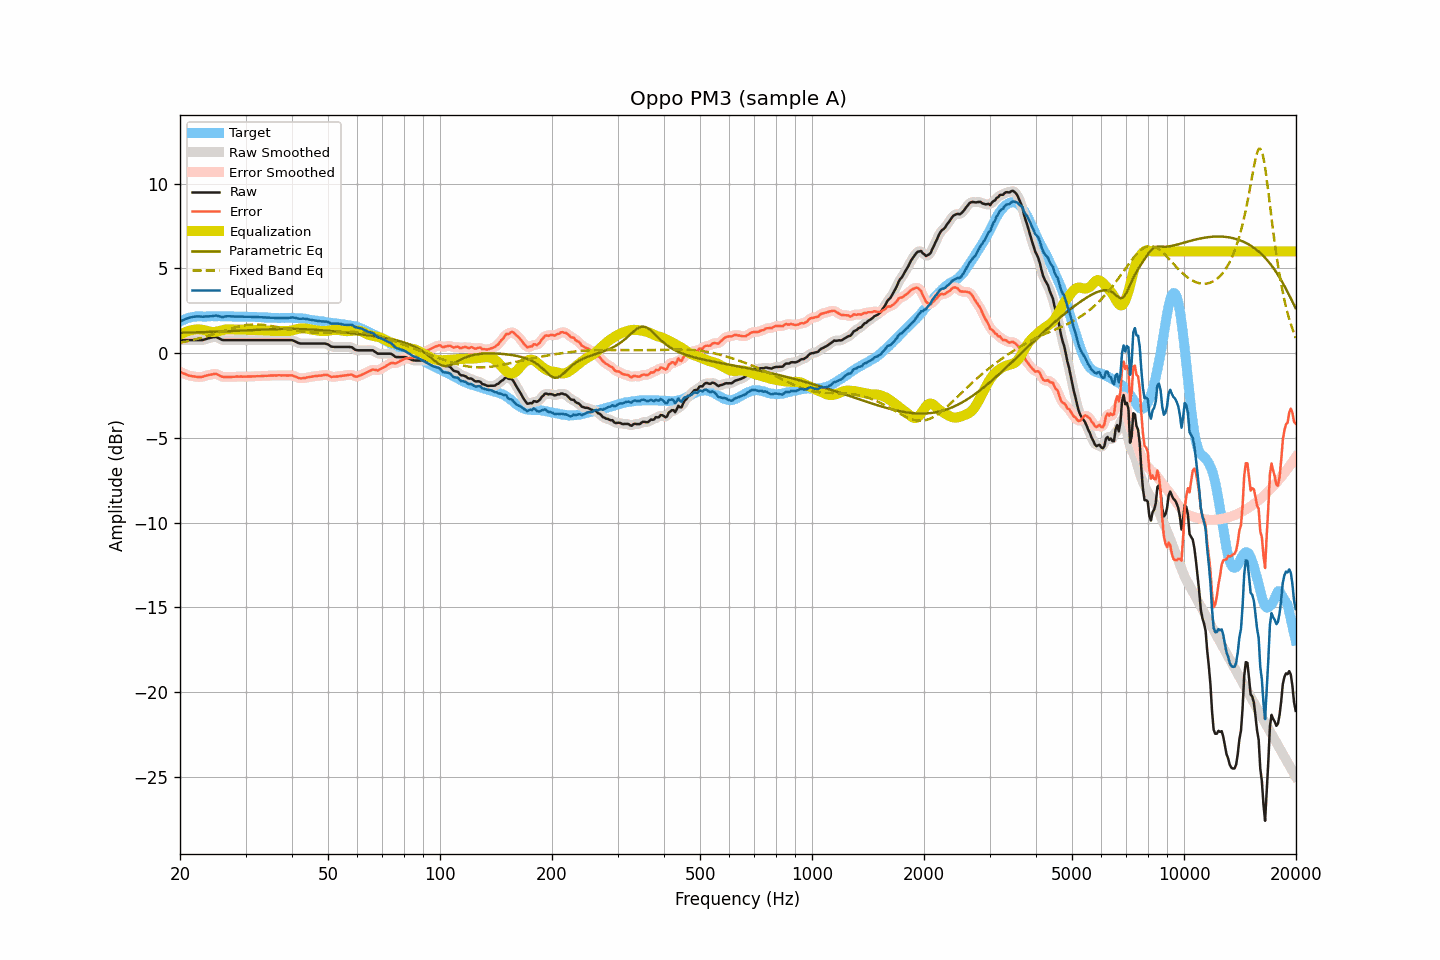 Oppo PM3 (sample A)
Target
Raw Smoothed
Error Smoothed
Raw
Error
Equalization
Parametric Eq
Fixed Band Eq
Equalized
10
5
0
−5
−10
−15
−20
−25
Amplitude (dBr)
20 50 100 200 500 1000 2000 5000 10000 20000
Frequency (Hz)